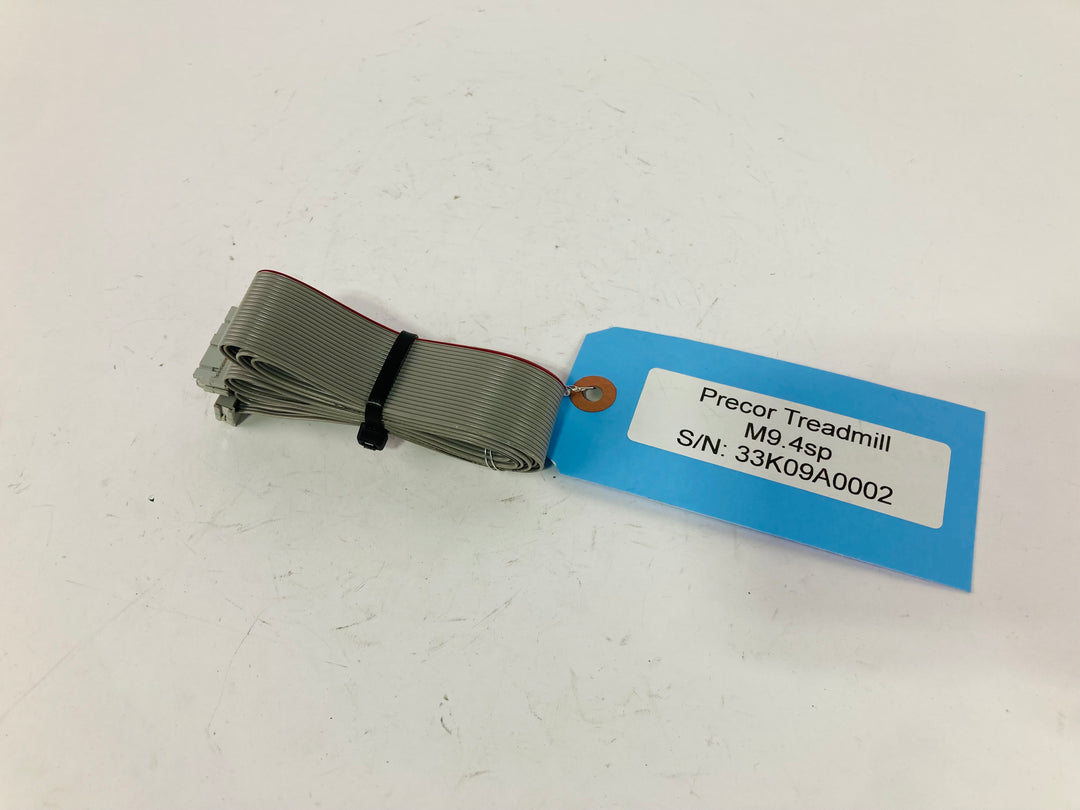 Precor Treadmill
M9.4sp
S/N: 33K09A0002